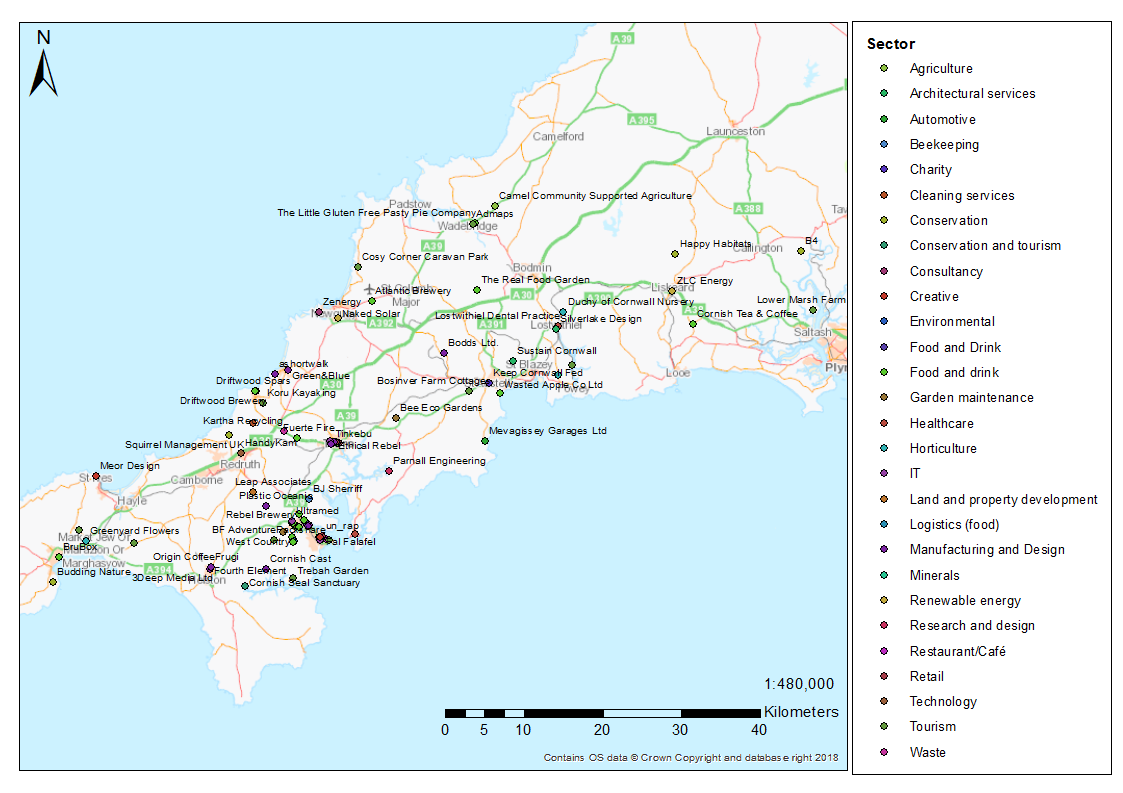 N
A39
A395
Launceston
Camelford
Camel Community Supported Agriculture
Padstow
A388
The Little Gluten Free Pasty Pie Company
Admaps
Wadebridge
A39
Happy Habitats
Callington
B4
Cosy Corner Caravan Park
Bodmin
The Real Food Garden
ZLC Energy
Liskeard
Atlantic Brewery
Major
A30
Duchy of Cornwall Nursery
Lower Marsh Farm
Zenergy
Naked Solar
A392
A391
Lostwithiel Dental Practice
Silverlake Design
Cornish Tea & Coffee
Saltash
Bodds Ltd.
Sustain Cornwall
St Blazey
Looe
Plyn
ashortwalk
Green&Blue
Keep Cornwall Fed
Driftwood Spars
A30
Bosinver Farm Cottages
Wasted Apple Co Ltd
Fowey
Driftwood Brewery
Koru Kayaking
A39
Bee Eco Gardens
Kartha Recycling
Fuerte Fire
Tinkebu
Mevagissey Garages Ltd
Squirrel Management UK
HandyKam
Ethical Rebel
Redruth
Parnall Engineering
Meor Design
Camborne
Leap Associates
BJ Sherriff
Hayle
Plastic Oceans
Rebel Brewery
Ultramed
BF Adventure
un_rap
Greenyard Flowers
West Country
Pal Falafel
Market Jew Or
BruBox
Marazion Or
Marghasyow
Origin Coffee
Frugi
Cornish Cast
A394
Budding Nature
3Deep Media Ltd
Fourth Element
Trebah Garden
Cornish Seal Sanctuary
1:480,000
Kilometers
0 5 10 20 30 40
Contains OS data © Crown Copyright and database right 2018
Sector
Agriculture
Architectural services
Automotive
Beekeeping
Charity
Cleaning services
Conservation
Conservation and tourism
Consultancy
Creative
Environmental
Food and Drink
Food and drink
Garden maintenance
Healthcare
Horticulture
IT
Land and property development
Logistics (food)
Manufacturing and Design
Minerals
Renewable energy
Research and design
Restaurant/Café
Retail
Technology
Tourism
Waste